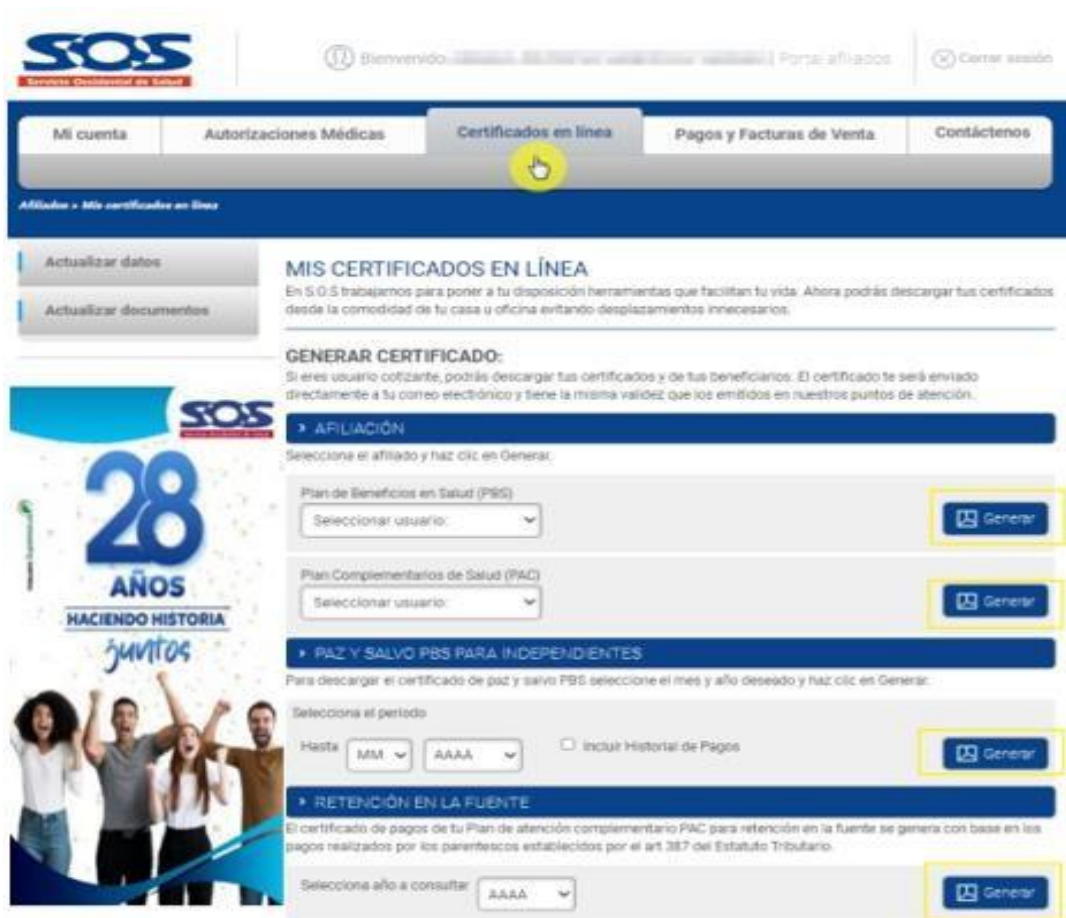 SOS
Servicio Occidental de Salud
Bienvenido
Portal afiliados
Cerrar sesión
Mi cuenta
Autorizaciones Médicas
Certificados en línea
Pagos y Facturas de Venta
Contáctenos
Afiliados > Mis certificados en línea
Actualizar datos
Actualizar documentos
MIS CERTIFICADOS EN LÍNEA
En S.O.S trabajamos para poner a tu disposición herramientas que facilitan tu vida. Ahora podrás descargar tus certificados
desde la comodidad de tu casa u oficina evitando desplazamientos innecesarios.
GENERAR CERTIFICADO:
Si eres usuario cotizante, podrás descargar tus certificados y de tus beneficiarios. El certificado te será enviado
directamente a tu correo electrónico y tiene la misma validez que los emitidos en nuestros puntos de atención.
AFILIACIÓN
Selecciona el afiliado y haz clic en Generar.
Plan de Beneficios en Salud (PBS)
Seleccionar usuario:
Generar
Plan Complementarios de Salud (PAC)
Seleccionar usuario:
Generar
PAZ Y SALVO PBS PARA INDEPENDIENTES
Para descargar el certificado de paz y salvo PBS seleccione el mes y año deseado y haz clic en Generar.
Selecciona el periodo
Hasta MM AAAA Incluir Historial de Pagos
Generar
RETENCIÓN EN LA FUENTE
El certificado de pagos de tu Plan de atención complementario PAC para retención en la fuente se genera con base en los
pagos realizados por los parentescos establecidos por el art 387 del Estatuto Tributario.
Selecciona año a consultar AAAA
Generar
SOS
28
AÑOS
HACIENDO HISTORIA
juntos